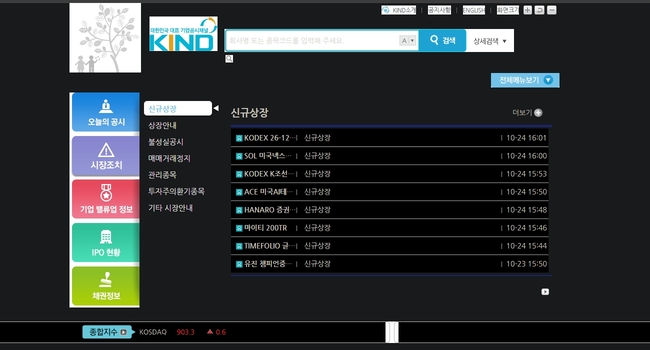 KIND소개 | 공지사항 | ENGLISH | 화면크기
대한민국 대표 기업공시채널
KIND
회사명 또는 종목코드를 입력해 주세요.
가
검색
상세검색
전체메뉴보기
오늘의 공시
시장조치
기업 밸류업 정보
IPO 현황
채권정보
신규상장
상장안내
불성실공시
매매거래정지
관리종목
투자주의환기종목
기타 시장안내
신규상장
더보기
KODEX 26-12… | 신규상장 | 10-24 16:01
SOL 미국넥스… | 신규상장 | 10-24 16:00
KODEX K조선… | 신규상장 | 10-24 15:53
ACE 미국AI테… | 신규상장 | 10-24 15:50
HANARO 증권… | 신규상장 | 10-24 15:48
마이티 200TR | 신규상장 | 10-24 15:46
TIMEFOLIO 글… | 신규상장 | 10-24 15:44
유진 챔피언중… | 신규상장 | 10-23 15:50
종합지수
KOSDAQ 903.3 ▲ 0.6